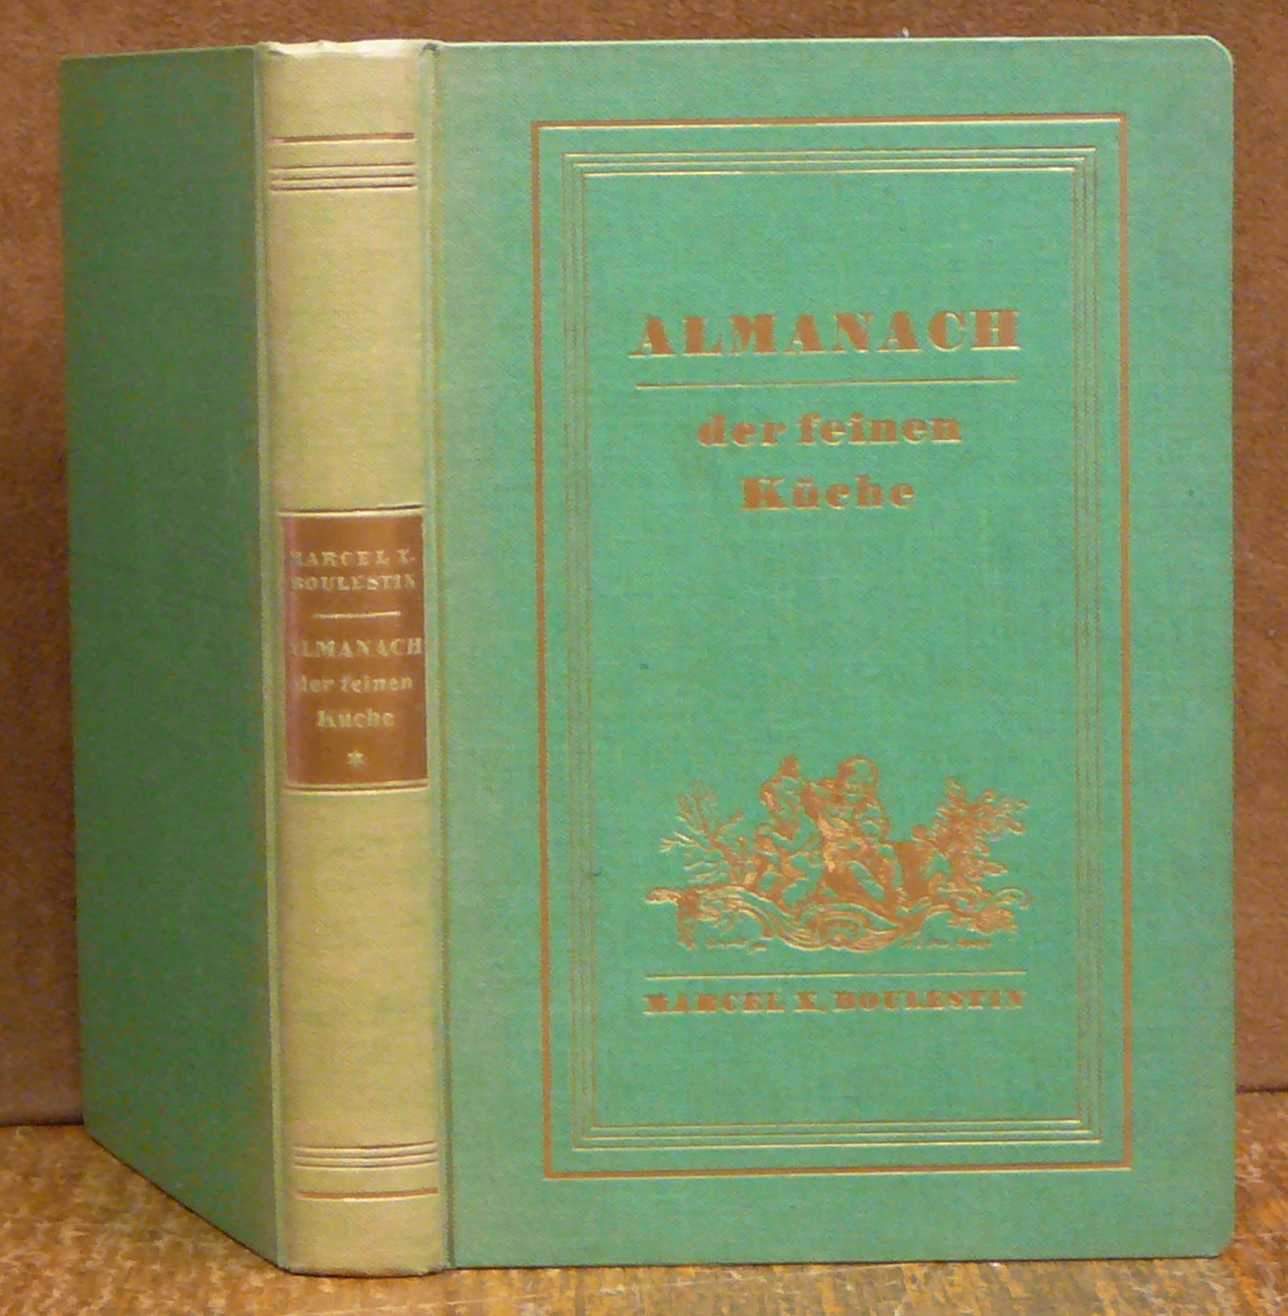 MARCEL X.
BOULESTIN
ALMANACH
der feinen
Küche
*
ALMANACH
der feinen
Küche
MARCEL X. BOULESTIN